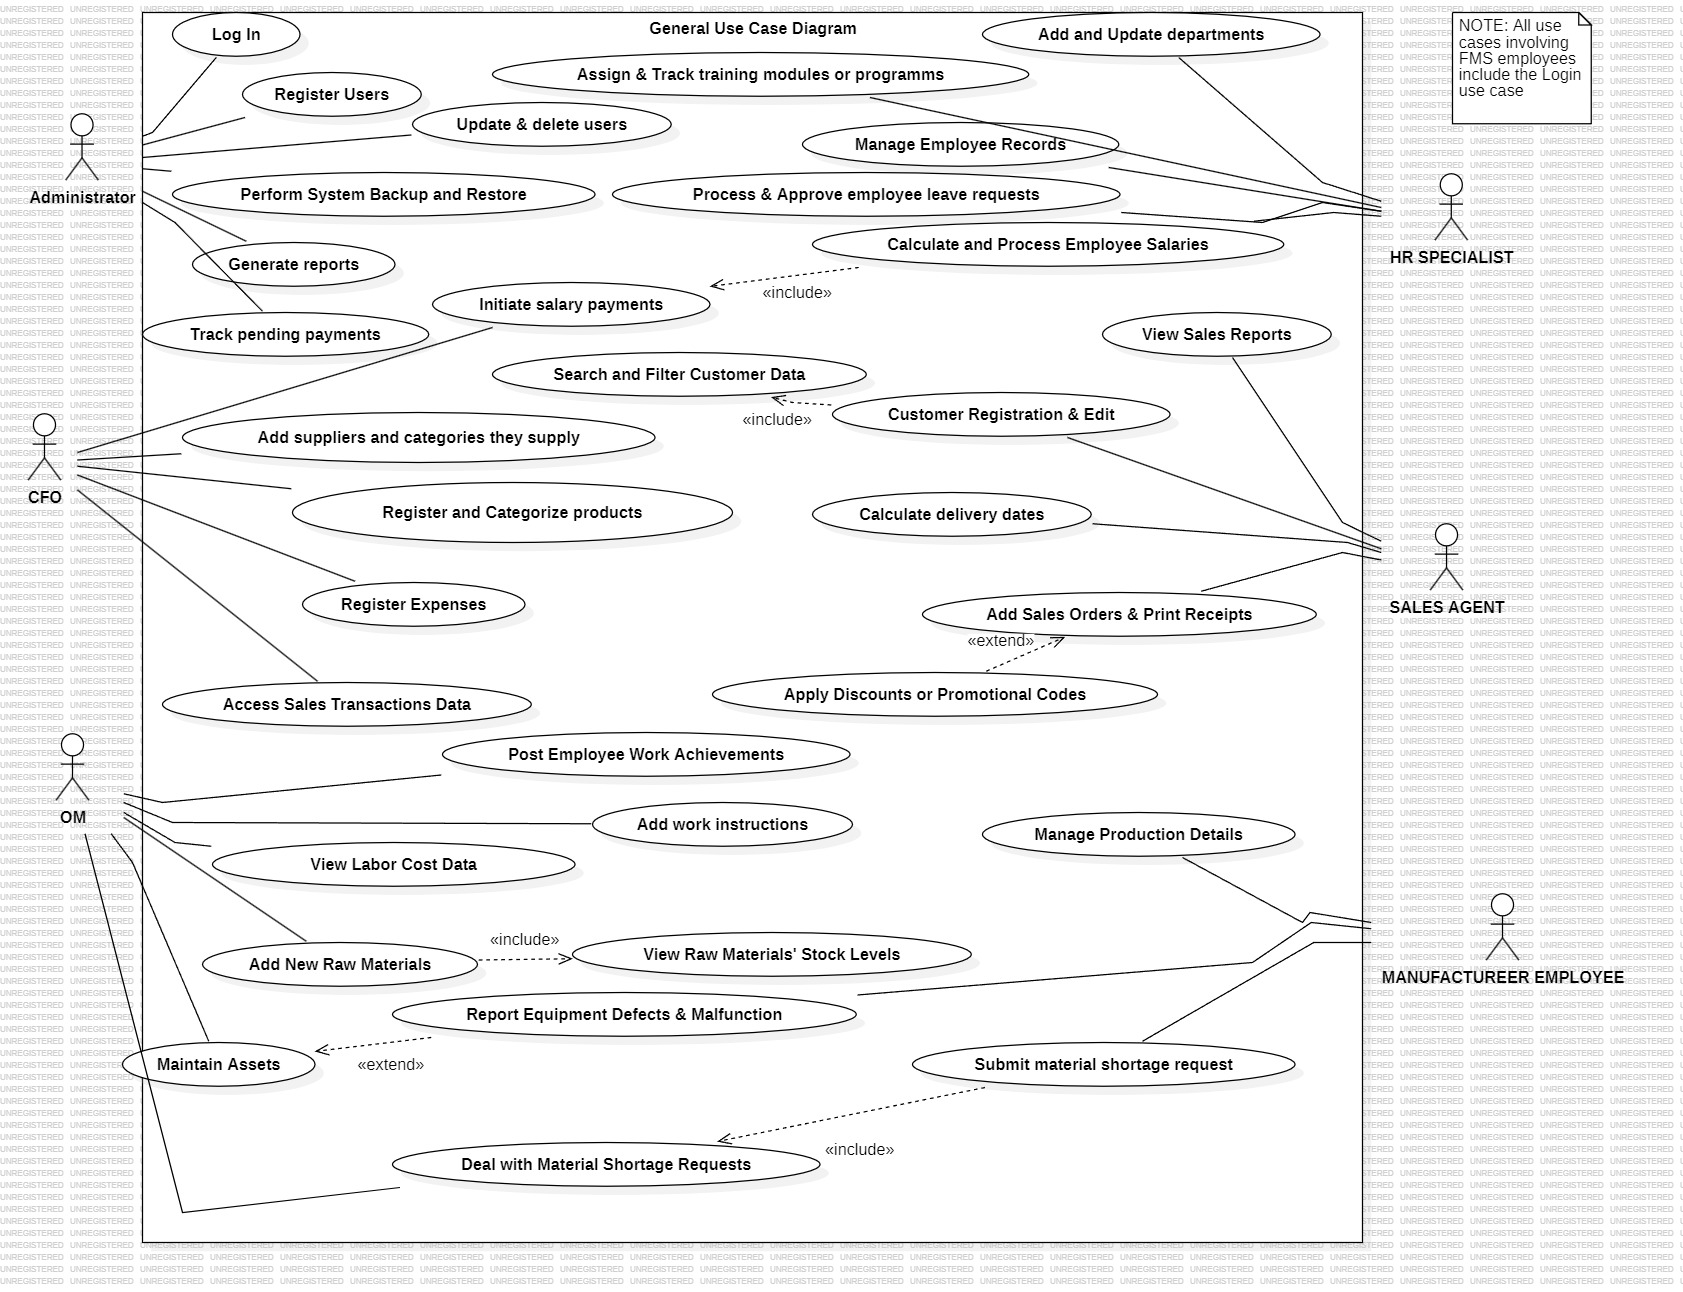 General Use Case Diagram
Log In
Add and Update departments
NOTE: All use
cases involving
FMS employees
include the Login
use case
Assign & Track training modules or programms
Register Users
Update & delete users
Manage Employee Records
Administrator
Perform System Backup and Restore
Process & Approve employee leave requests
Calculate and Process Employee Salaries
HR SPECIALIST
Generate reports
«include»
Initiate salary payments
Track pending payments
View Sales Reports
Search and Filter Customer Data
«include»
Customer Registration & Edit
Add suppliers and categories they supply
CFO
Register and Categorize products
Calculate delivery dates
Register Expenses
SALES AGENT
Add Sales Orders & Print Receipts
«extend»
Apply Discounts or Promotional Codes
Access Sales Transactions Data
Post Employee Work Achievements
OM
Add work instructions
Manage Production Details
View Labor Cost Data
«include»
Add New Raw Materials
View Raw Materials' Stock Levels
MANUFACTUREER EMPLOYEE
Report Equipment Defects & Malfunction
Maintain Assets
«extend»
Submit material shortage request
«include»
Deal with Material Shortage Requests
UNREGISTERED